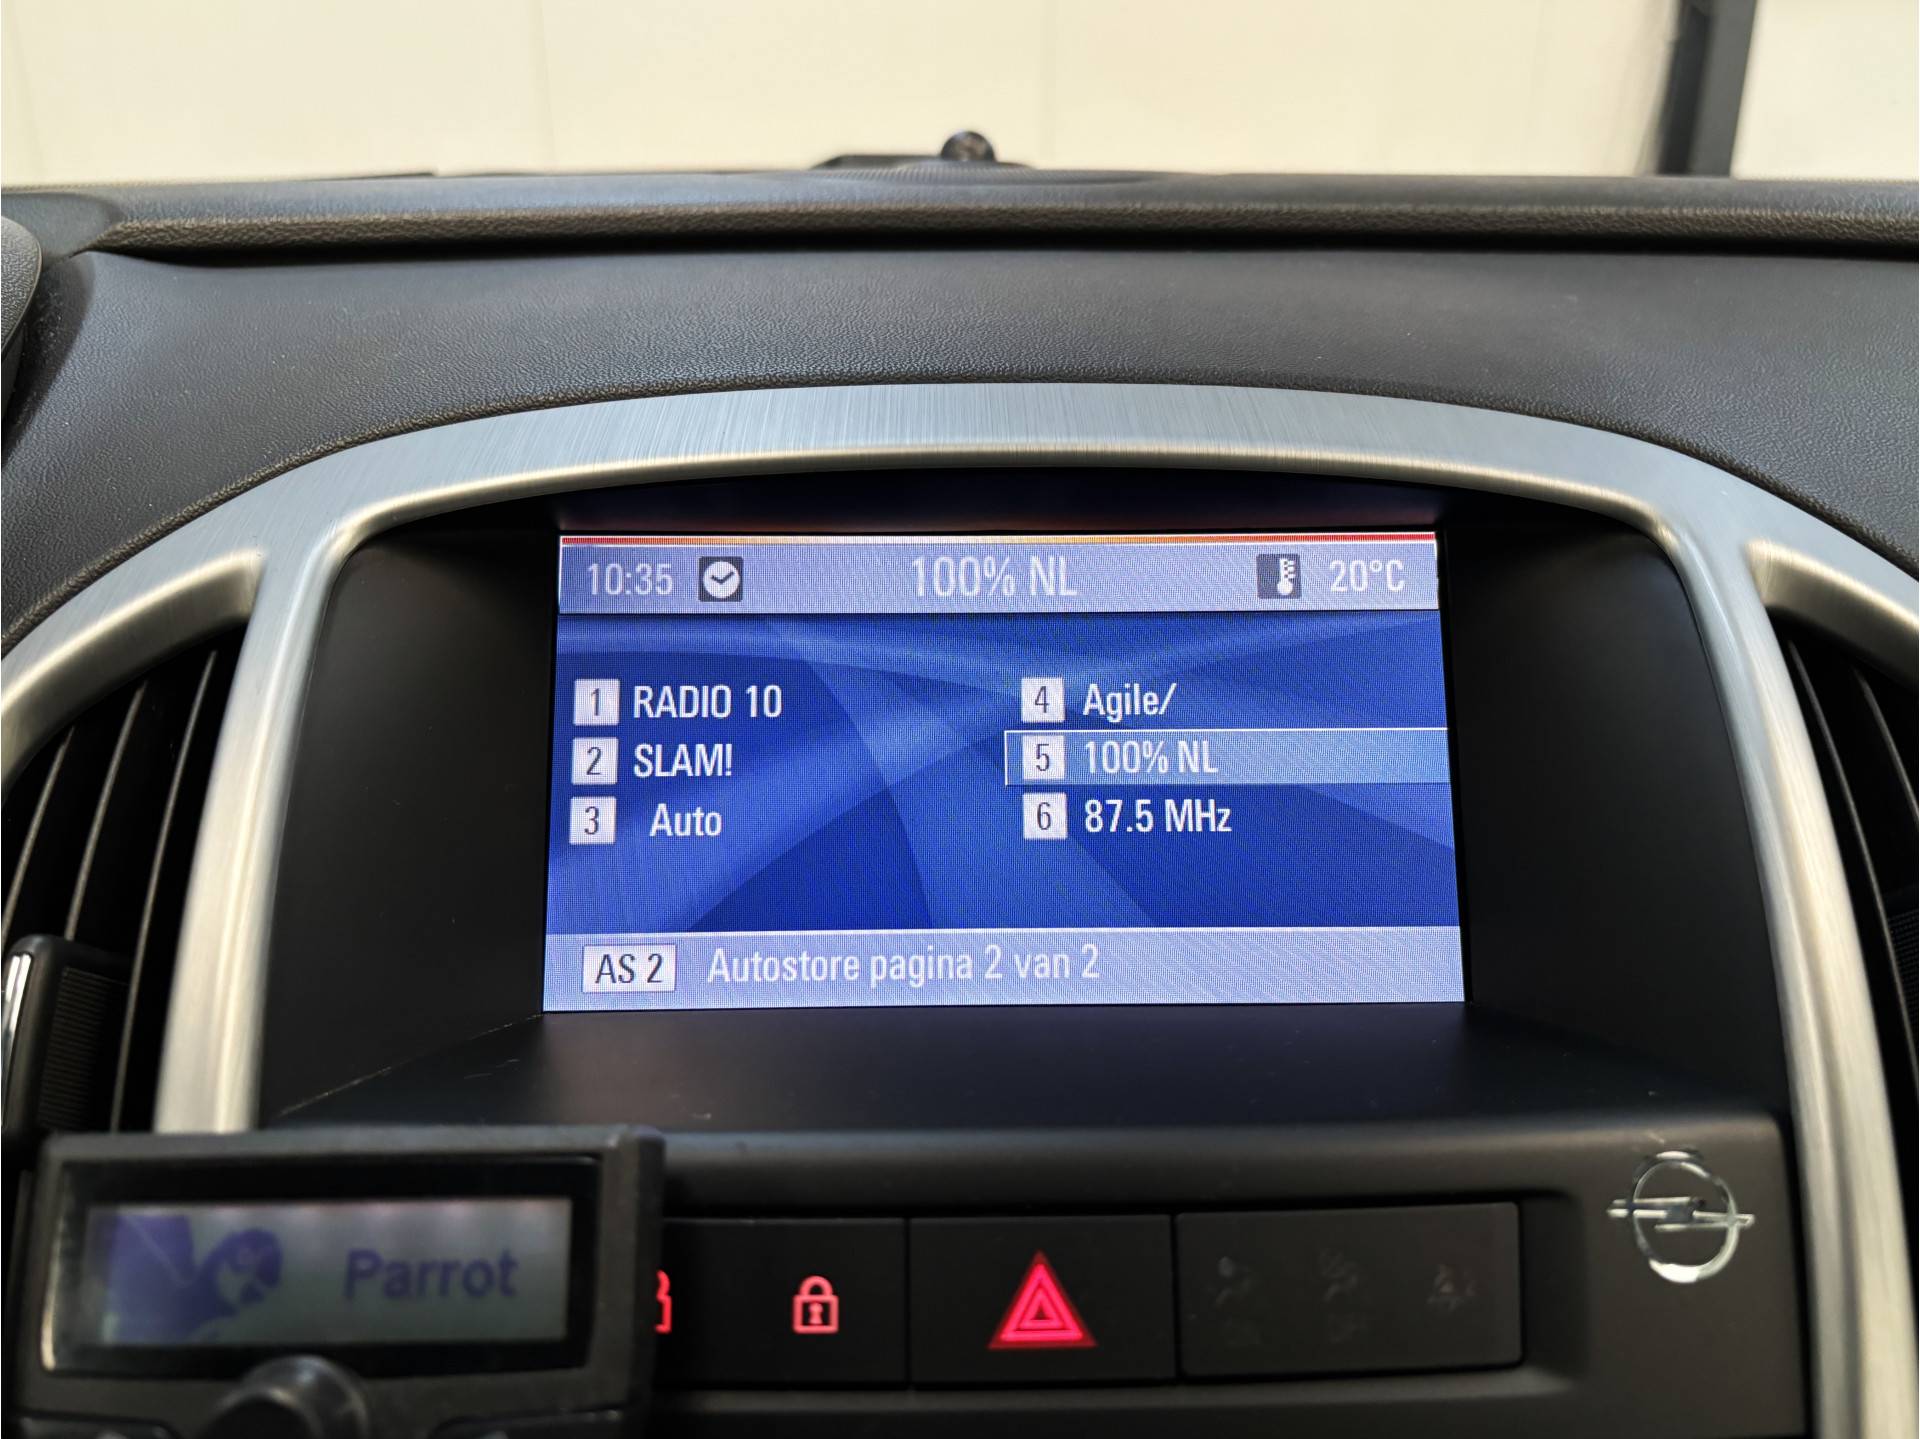 10:35 100% NL 20°C
1 RADIO 10
2 SLAM!
3 Auto
4 Agile/
5 100% NL
6 87.5 MHz
AS 2 Autostore pagina 2 van 2
Parrot